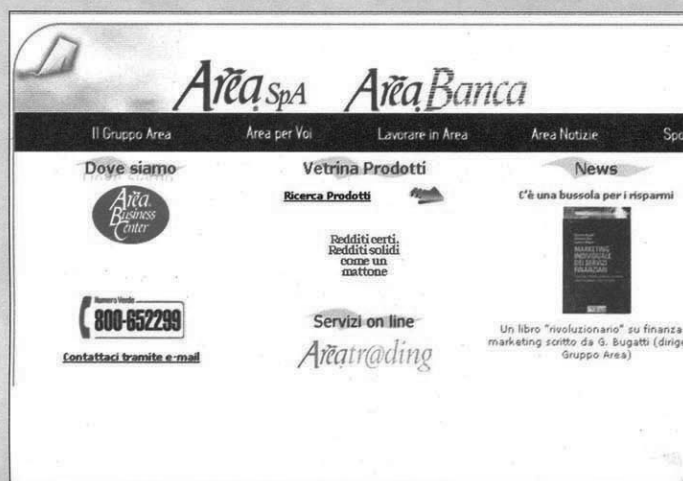 Area SpA Area Banca
Il Gruppo Area Area per Voi Lavorare in Area Area Notizie Spo
Dove siamo
Area
Business
Center
Numero Verde
800-652299
Contattaci tramite e-mail
Vetrina Prodotti
Ricerca Prodotti
Redditi certi.
Redditi solidi
come un
mattone
Servizi on line
Areatr@ding
News
C'è una bussola per i risparmi
MARKETING
INDIVIDUALE
DEI SERVIZI
FINANZIARI
Un libro "rivoluzionario" su finanza
marketing scritto da G. Bugatti (dirige
Gruppo Area)